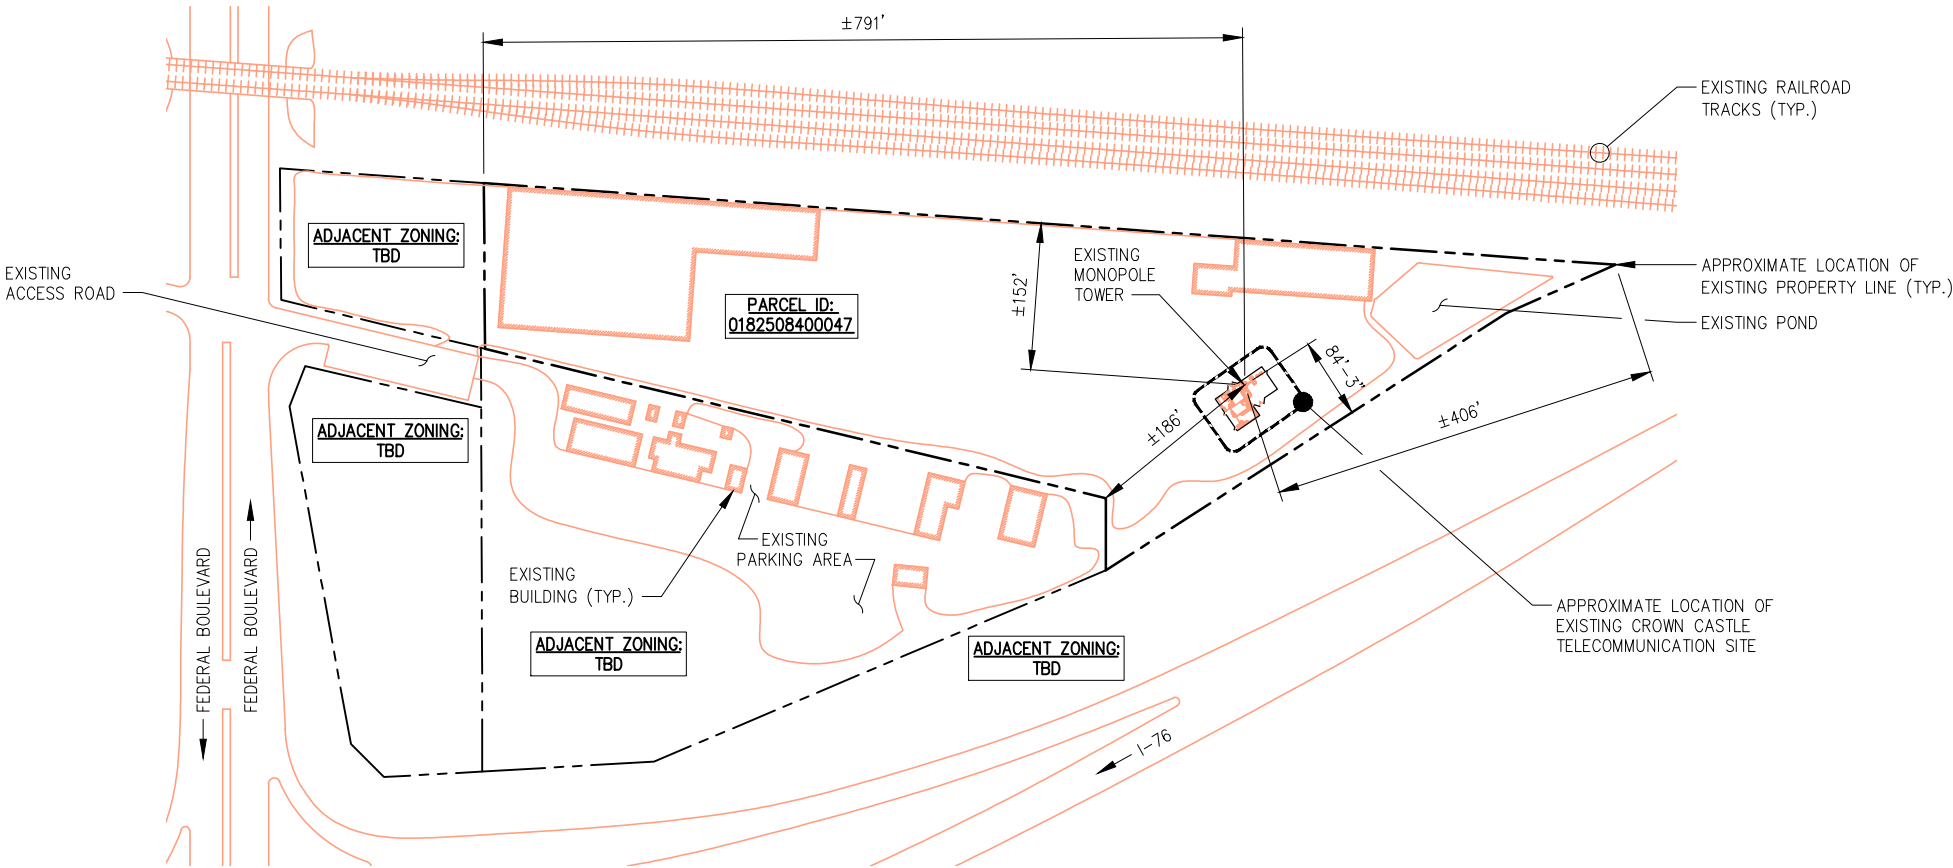 ±791'
EXISTING RAILROAD
TRACKS (TYP.)
ADJACENT ZONING:
TBD
EXISTING
ACCESS ROAD
PARCEL ID:
0182508400047
±152'
EXISTING
MONOPOLE
TOWER
APPROXIMATE LOCATION OF
EXISTING PROPERTY LINE (TYP.)
EXISTING POND
84'-3"
±186'
±406'
ADJACENT ZONING:
TBD
FEDERAL BOULEVARD
FEDERAL BOULEVARD
EXISTING
PARKING AREA
EXISTING
BUILDING (TYP.)
ADJACENT ZONING:
TBD
ADJACENT ZONING:
TBD
APPROXIMATE LOCATION OF
EXISTING CROWN CASTLE
TELECOMMUNICATION SITE
I-76